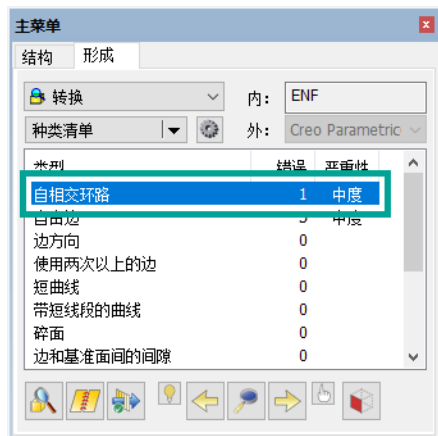 主菜单
结构 形成
转换 内: ENF
种类清单 外: Creo Parametric
类型 错误 严重性
自相交环路 1 中度
自由边 中度
边方向 0
使用两次以上的边 0
短曲线 0
带短线段的曲线 0
碎面 0
边和基准面间的间隙 0